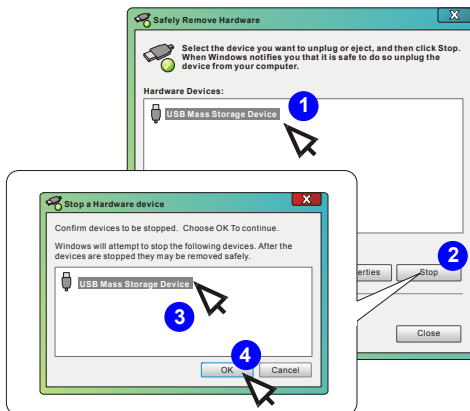 Safely Remove Hardware
X
Select the device you want to unplug or eject, and then click Stop.
When Windows notifies you that it is safe to do so unplug the
device from your computer.
Hardware Devices:
1
USB Mass Storage Device
2
erties
Stop
Close
Stop a Hardware device
X
Confirm devices to be stopped. Choose OK To continue.
Windows will attempt to stop the following devices. After the
devices are stopped they may be removed safely.
USB Mass Storage Device
3
4
OK
Cancel